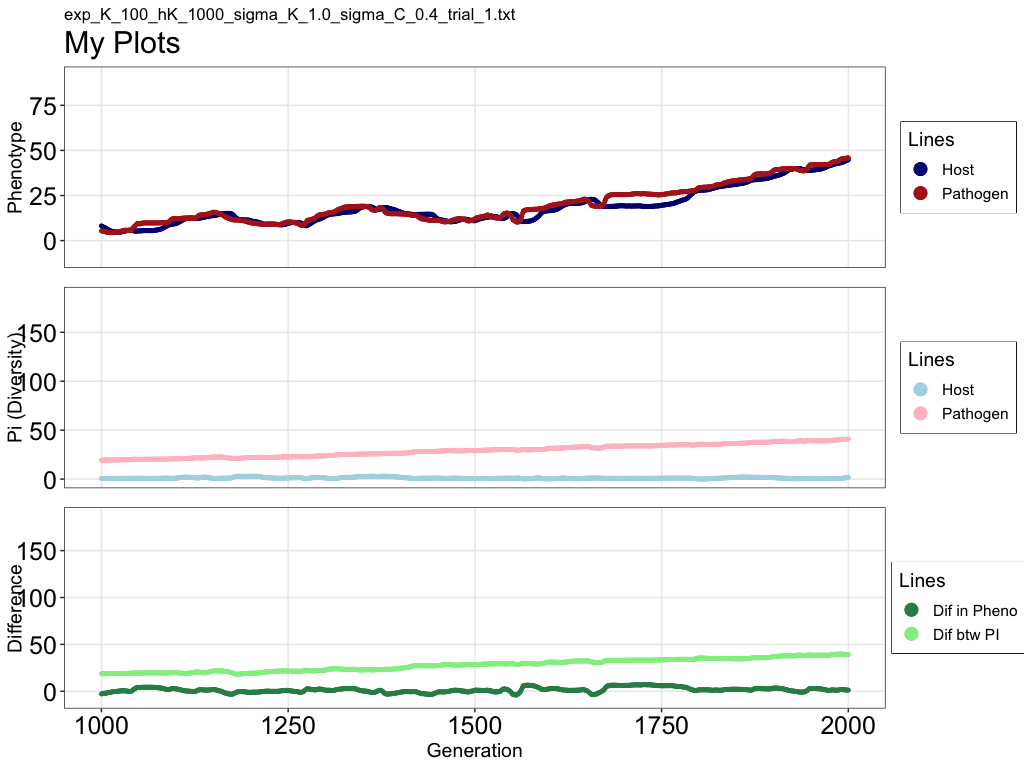 exp_K_100_hK_1000_sigma_K_1.0_sigma_C_0.4_trial_1.txt
My Plots
Phenotype
75
50
25
0
Lines
Host
Pathogen
Pi (Diversity)
150
100
50
0
Lines
Host
Pathogen
Difference
150
100
50
0
Lines
Dif in Pheno
Dif btw PI
1000 1250 1500 1750 2000
Generation